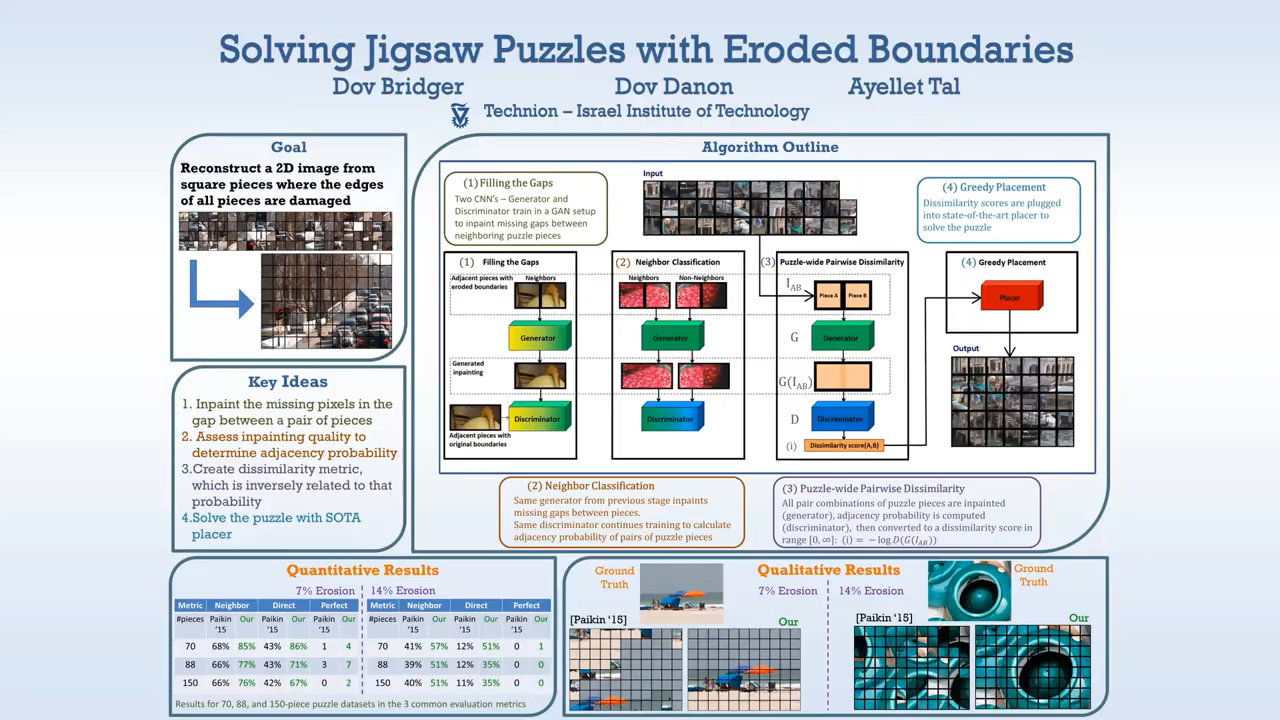 Solving Jigsaw Puzzles with Eroded Boundaries
Dov Bridger Dov Danon Ayellet Tal
Technion – Israel Institute of Technology
Goal
Reconstruct a 2D image from
square pieces where the edges
of all pieces are damaged
Key Ideas
1. Inpaint the missing pixels in the
gap between a pair of pieces
2. Assess inpainting quality to
determine adjacency probability
3.Create dissimilarity metric,
which is inversely related to that
probability
4.Solve the puzzle with SOTA
placer
Algorithm Outline
(1) Filling the Gaps
Two CNN's – Generator and
Discriminator train in a GAN setup
to inpaint missing gaps between
neighboring puzzle pieces
Input
(4) Greedy Placement
Dissimilarity scores are plugged
into state-of-the-art placer to
solve the puzzle
(1) Filling the Gaps
Adjacent pieces with
eroded boundaries
Neighbors
Generator
Generated
inpainting
Discriminator
Adjacent pieces with
original boundaries
(2) Neighbor Classification
Neighbors Non-Neighbors
Generator
Discriminator
(3) Puzzle-wide Pairwise Dissimilarity
I_AB Piece A Piece B
G Generator
G(I_AB)
D Discriminator
(i) Dissimilarity score(A,B)
(4) Greedy Placement
Placer
Output
(2) Neighbor Classification
Same generator from previous stage inpaints
missing gaps between pieces.
Same discriminator continues training to calculate
adjacency probability of pairs of puzzle pieces
(3) Puzzle-wide Pairwise Dissimilarity
All pair combinations of puzzle pieces are inpainted
(generator), adjacency probability is computed
(discriminator), then converted to a dissimilarity score in
range [0, ∞]: (i) = − log D(G(I_AB))
Quantitative Results
7% Erosion 14% Erosion
Metric Neighbor Direct Perfect Metric Neighbor Direct Perfect
#pieces Paikin '15 Our Paikin '15 Our Paikin '15 Our #pieces Paikin '15 Our Paikin '15 Our Paikin '15 Our
70 68% 85% 43% 86% 4 70 41% 57% 12% 51% 0 1
88 66% 77% 43% 71% 3 7 88 39% 51% 12% 35% 0 0
150 66% 76% 42% 67% 0 2 150 40% 51% 11% 35% 0 0
Results for 70, 88, and 150-piece puzzle datasets in the 3 common evaluation metrics
Qualitative Results
7% Erosion 14% Erosion
Ground
Truth
[Paikin '15] Our
Ground
Truth
[Paikin '15] Our